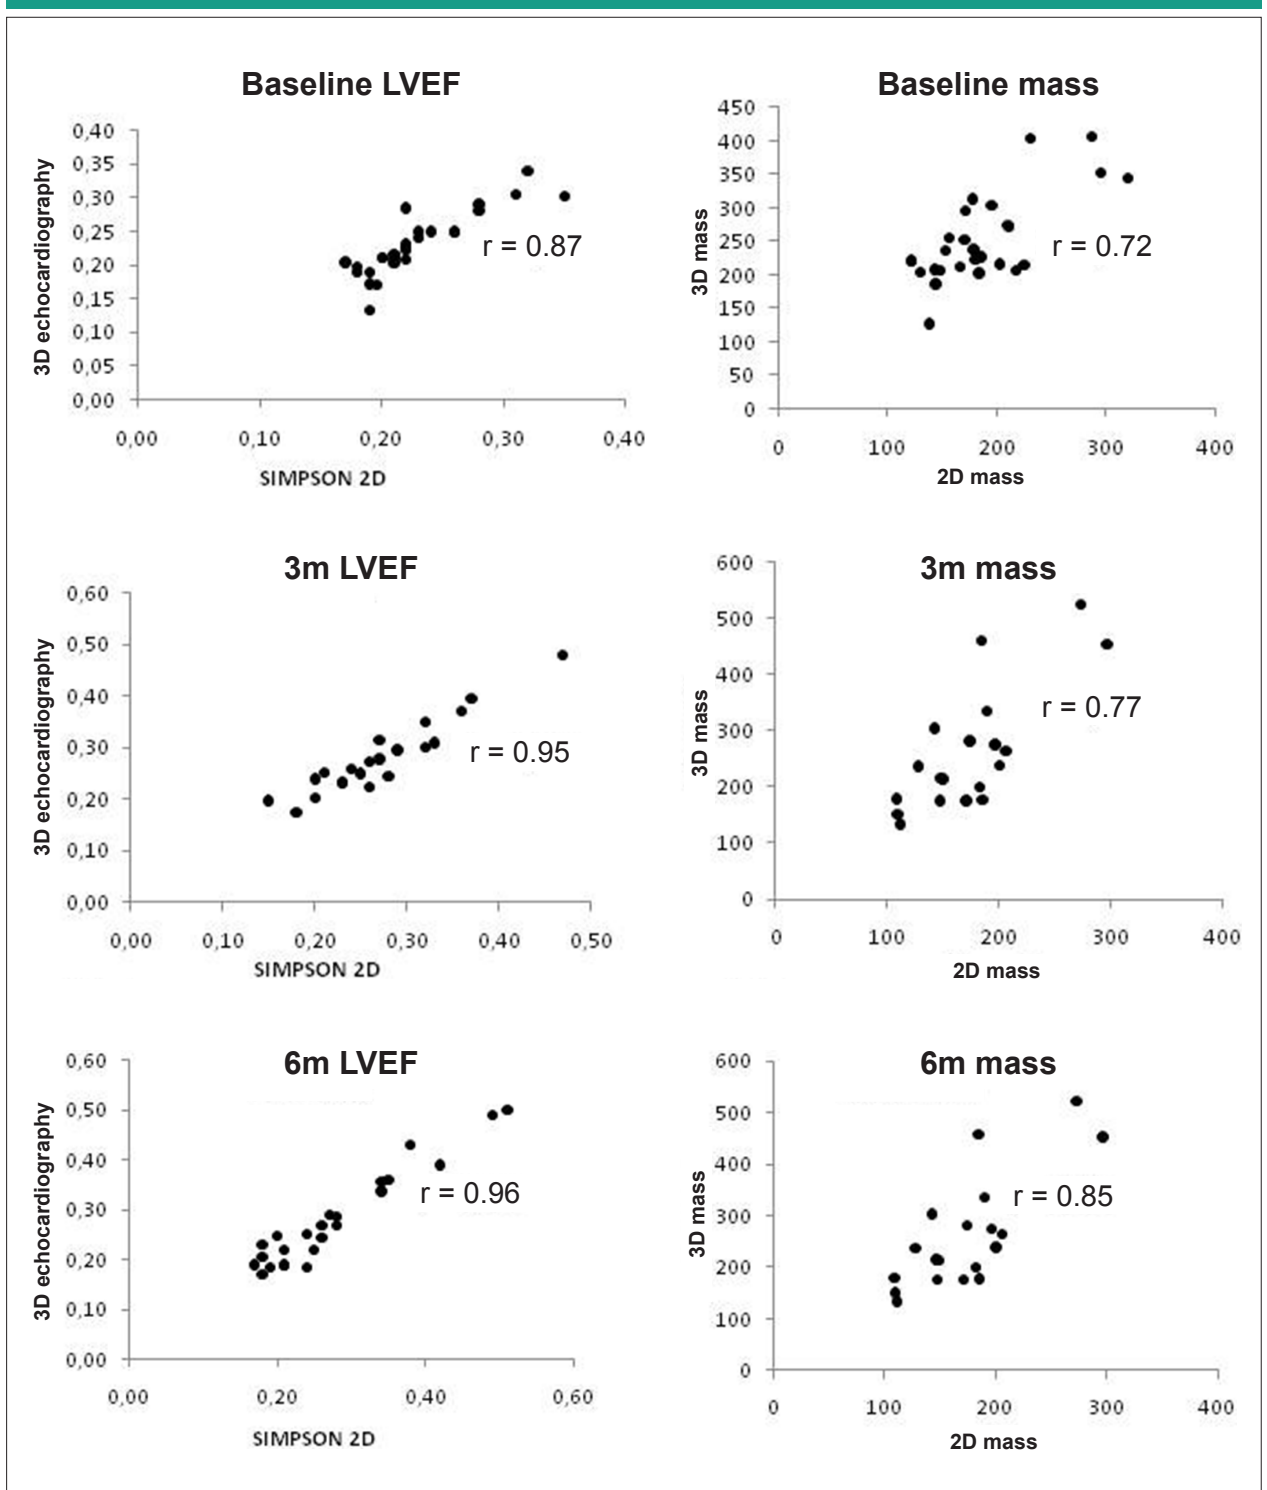 Baseline LVEF
3D echocardiography
0,40
0,35
0,30
0,25
0,20
0,15
0,10
0,05
0,00
r = 0.87
0,00 0,10 0,20 0,30 0,40
SIMPSON 2D
Baseline mass
3D mass
450
400
350
300
250
200
150
100
50
0
r = 0.72
0 100 200 300 400
2D mass
3m LVEF
3D echocardiography
0,60
0,50
0,40
0,30
0,20
0,10
0,00
r = 0.95
0,00 0,10 0,20 0,30 0,40 0,50
SIMPSON 2D
3m mass
3D mass
600
500
400
300
200
100
0
r = 0.77
0 100 200 300 400
2D mass
6m LVEF
3D echocardiography
0,60
0,50
0,40
0,30
0,20
0,10
0,00
r = 0.96
0,00 0,20 0,40 0,60
SIMPSON 2D
6m mass
3D mass
600
500
400
300
200
100
0
r = 0.85
0 100 200 300 400
2D mass